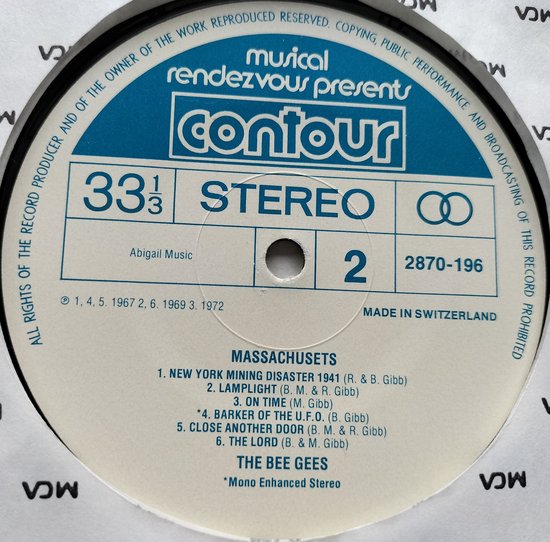 ALL RIGHTS OF THE RECORD PRODUCER AND OF THE OWNER OF THE WORK REPRODUCED RESERVED. COPYING, PUBLIC PERFORMANCE AND BROADCASTING OF THIS RECORD PROHIBITED
musical
rendezvous presents
contour
33 1/3
STEREO
Abigail Music
2
2870-196
℗ 1, 4, 5. 1967 2, 6. 1969 3. 1972
MADE IN SWITZERLAND
MASSACHUSETS
1. NEW YORK MINING DISASTER 1941 (R. & B. Gibb)
2. LAMPLIGHT (B. M. & R. Gibb)
3. ON TIME (M. Gibb)
*4. BARKER OF THE U.F.O. (B. Gibb)
5. CLOSE ANOTHER DOOR (B. M. & R. Gibb)
6. THE LORD (B. & M. Gibb)
THE BEE GEES
*Mono Enhanced Stereo
MCA
MCA
MCA
MCA
MCA